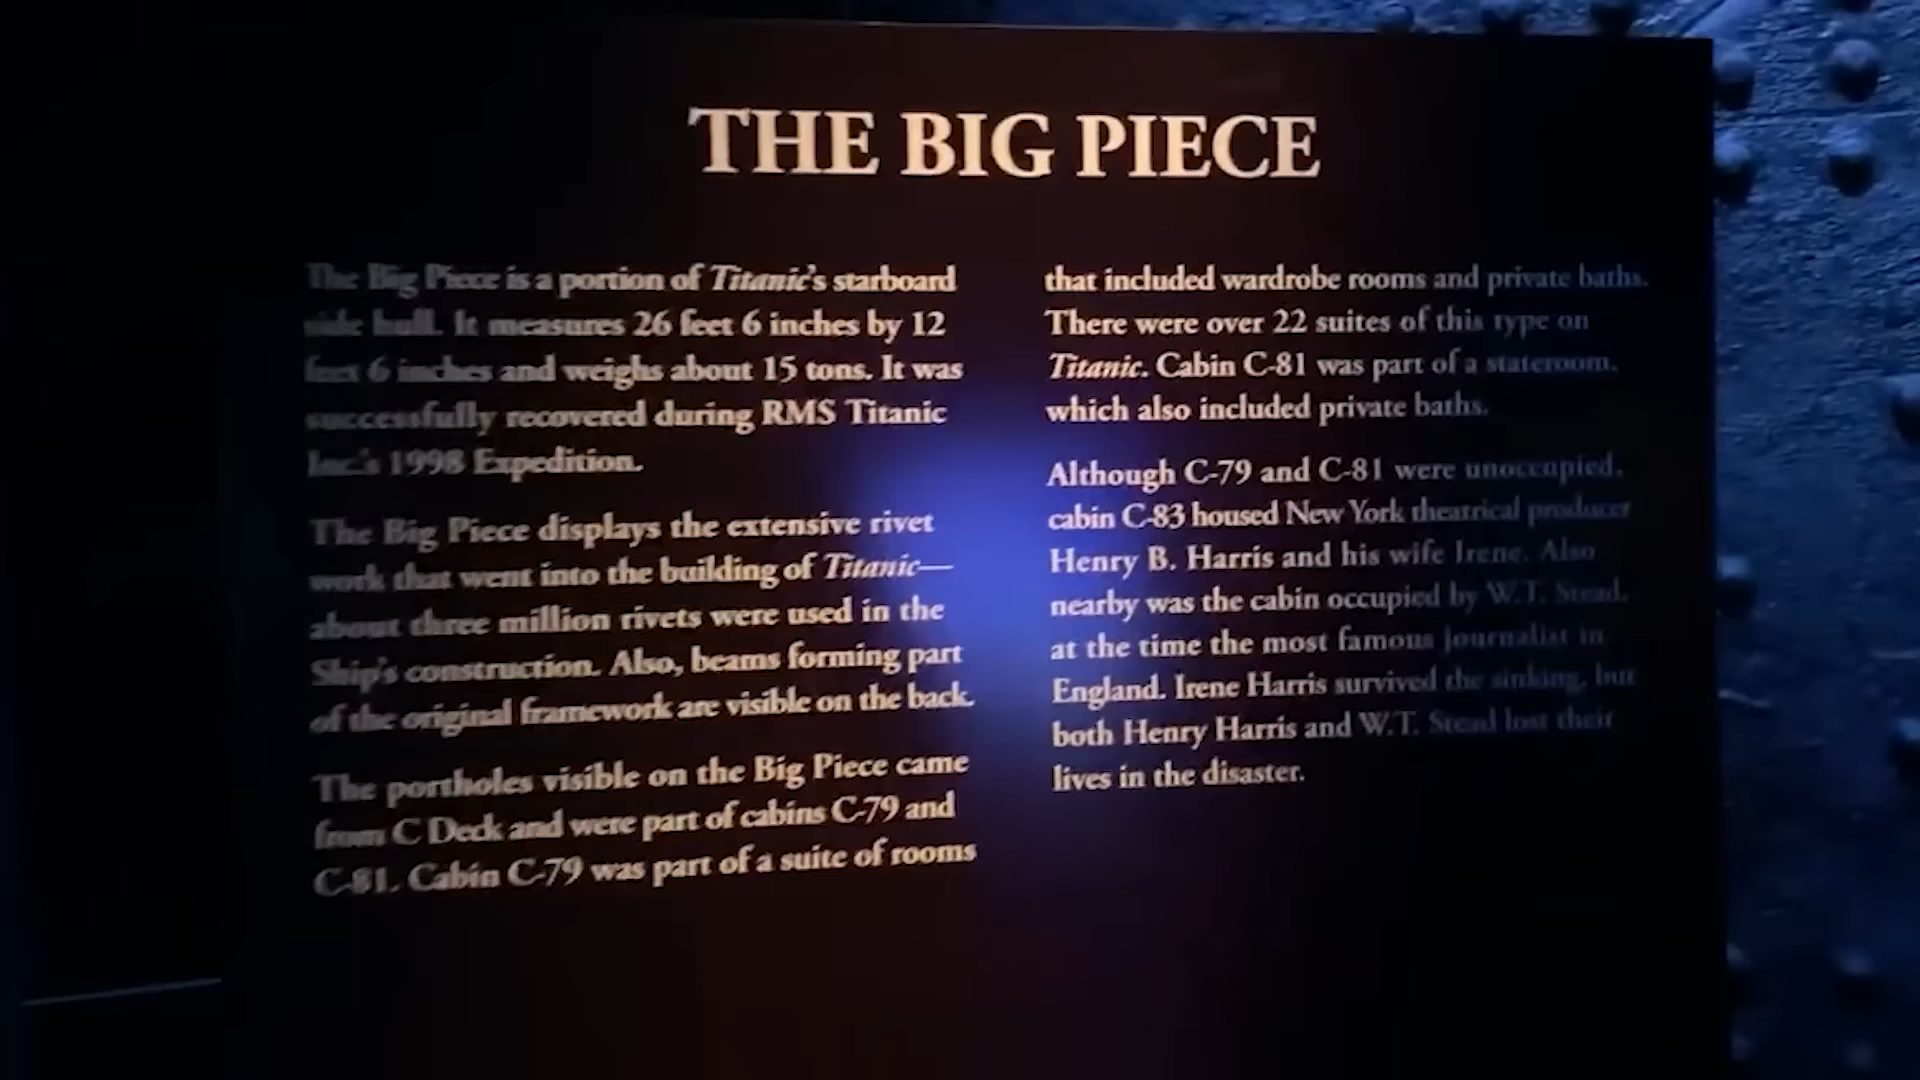 THE BIG PIECE
The Big Piece is a portion of Titanic's starboard
side hull. It measures 26 feet 6 inches by 12
feet 6 inches and weighs about 15 tons. It was
successfully recovered during RMS Titanic
Inc.'s 1998 Expedition.
The Big Piece displays the extensive rivet
work that went into the building of Titanic—
about three million rivets were used in the
Ship's construction. Also, beams forming part
of the original framework are visible on the back.
The portholes visible on the Big Piece came
from C Deck and were part of cabins C-79 and
C-81. Cabin C-79 was part of a suite of rooms
that included wardrobe rooms and private baths.
There were over 22 suites of this type on
Titanic. Cabin C-81 was part of a stateroom,
which also included private baths.
Although C-79 and C-81 were unoccupied,
cabin C-83 housed New York theatrical producer
Henry B. Harris and his wife Irene. Also
nearby was the cabin occupied by W.T. Stead,
at the time the most famous journalist in
England. Irene Harris survived the sinking, but
both Henry Harris and W.T. Stead lost their
lives in the disaster.